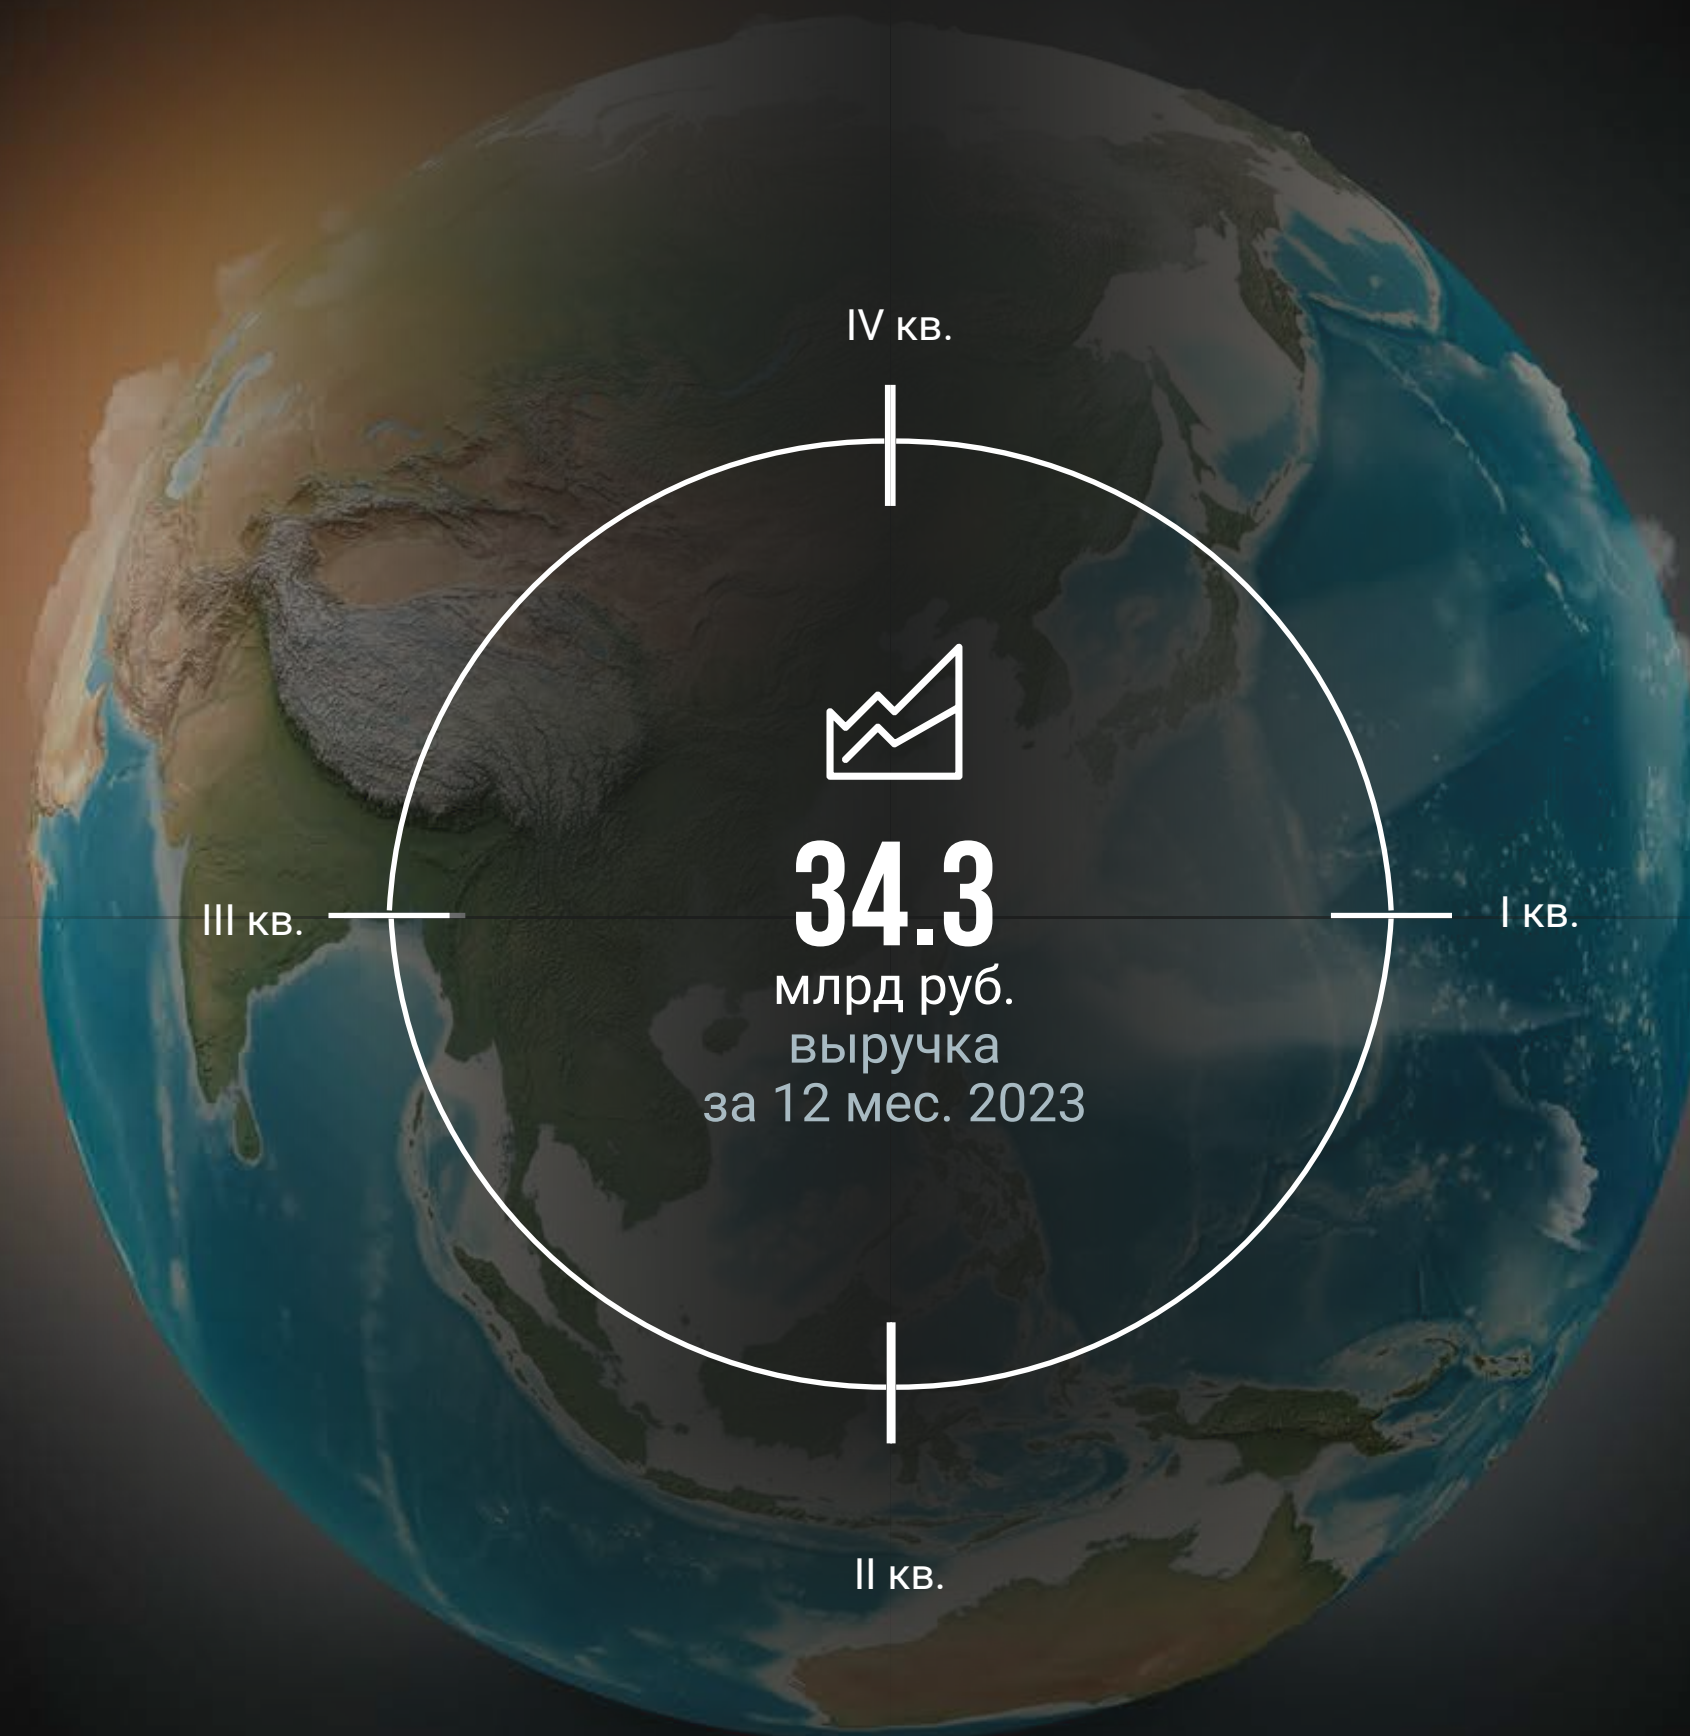 IV кв.
34.3
млрд руб.
III кв.
I кв.
выручка
за 12 мес. 2023
II кв.